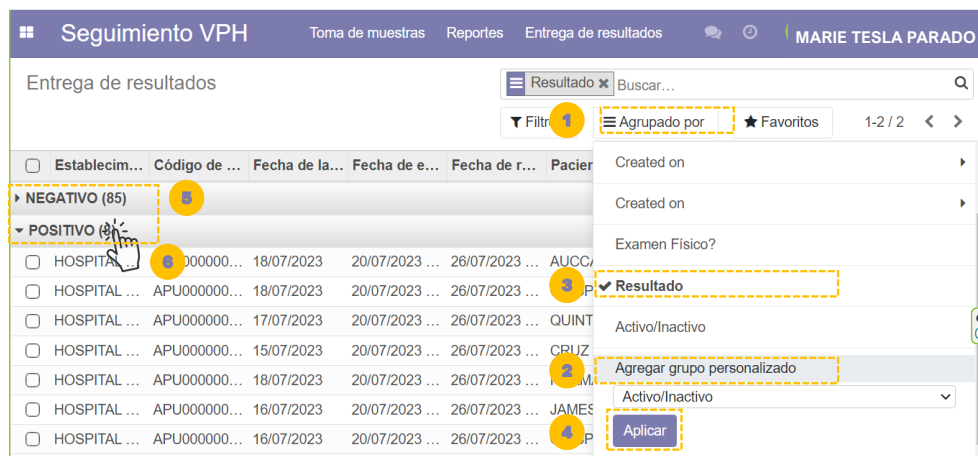 Seguimiento VPH Toma de muestras Reportes Entrega de resultados MARIE TESLA PARADO
Entrega de resultados Resultado Buscar...
1 Agrupado por Favoritos 1-2 / 2
Establecim... Código de ... Fecha de la... Fecha de e... Fecha de r... Pacien
Created on
NEGATIVO (85) 5
Created on
POSITIVO
Examen Físico?
6 18/07/2023 20/07/2023 ... 26/07/2023 ... AUCCA
3 Resultado
HOSPITAL ... APU000000... 18/07/2023 20/07/2023 ... 26/07/2023 ...
HOSPITAL ... APU000000... 17/07/2023 20/07/2023 ... 26/07/2023 ... QUINT
Activo/Inactivo
HOSPITAL ... APU000000... 15/07/2023 20/07/2023 ... 26/07/2023 ... CRUZ
2 Agregar grupo personalizado
HOSPITAL ... APU000000... 18/07/2023 20/07/2023 ... 26/07/2023 ...
Activo/Inactivo
HOSPITAL ... APU000000... 16/07/2023 20/07/2023 ... 26/07/2023 ... JAMES
4 Aplicar
HOSPITAL ... APU000000... 16/07/2023 20/07/2023 ... 26/07/2023 ...